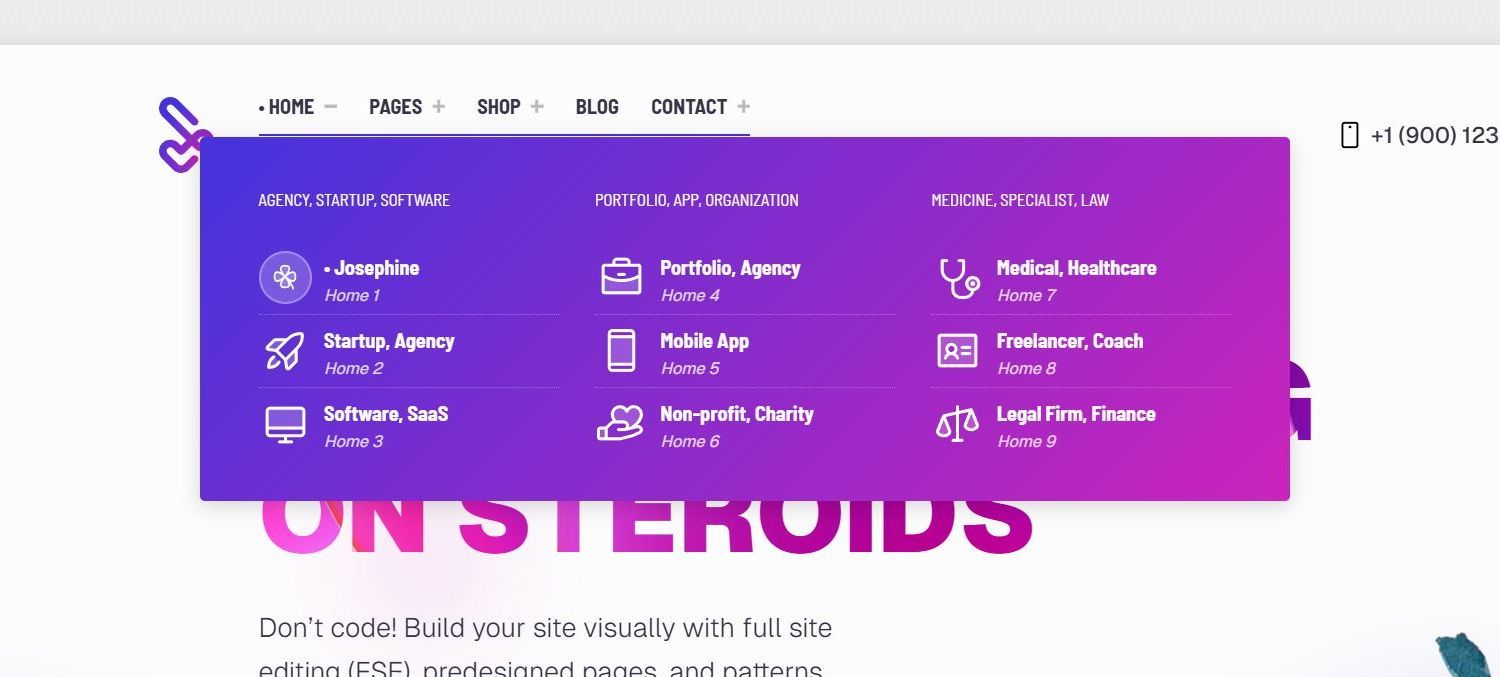 • HOME − PAGES + SHOP + BLOG CONTACT +
+1 (900) 123
AGENCY, STARTUP, SOFTWARE
• Josephine
Home 1
Startup, Agency
Home 2
Software, SaaS
Home 3
PORTFOLIO, APP, ORGANIZATION
Portfolio, Agency
Home 4
Mobile App
Home 5
Non-profit, Charity
Home 6
MEDICINE, SPECIALIST, LAW
Medical, Healthcare
Home 7
Freelancer, Coach
Home 8
Legal Firm, Finance
Home 9
ON STEROIDS
Don’t code! Build your site visually with full site
editing (FSE), predesigned pages, and patterns